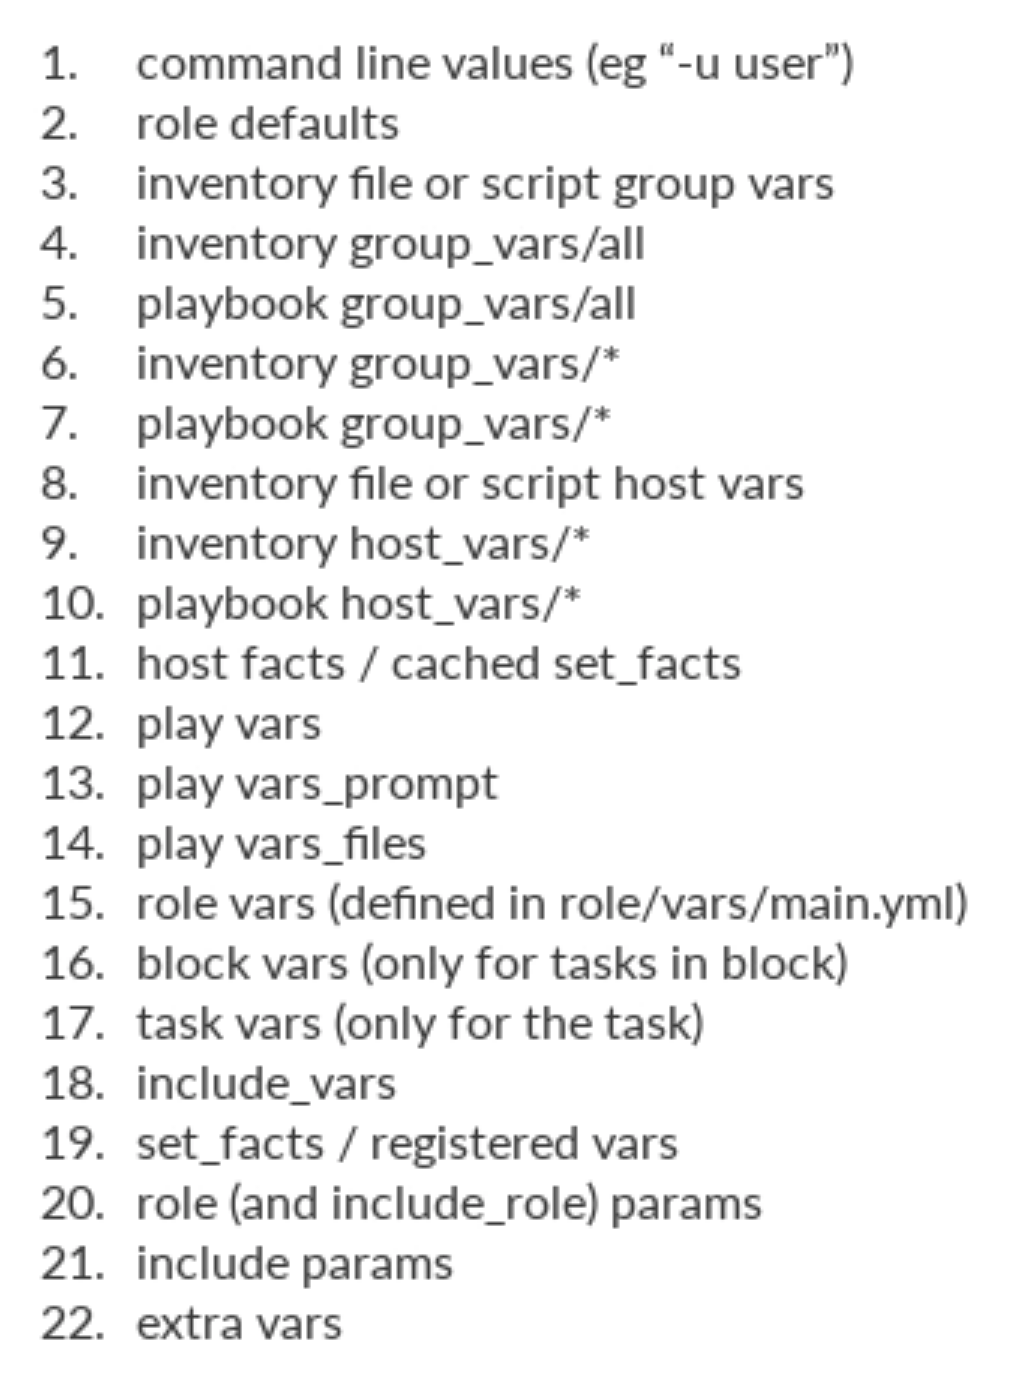 1. command line values (eg “-u user”)
2. role defaults
3. inventory file or script group vars
4. inventory group_vars/all
5. playbook group_vars/all
6. inventory group_vars/*
7. playbook group_vars/*
8. inventory file or script host vars
9. inventory host_vars/*
10. playbook host_vars/*
11. host facts / cached set_facts
12. play vars
13. play vars_prompt
14. play vars_files
15. role vars (defined in role/vars/main.yml)
16. block vars (only for tasks in block)
17. task vars (only for the task)
18. include_vars
19. set_facts / registered vars
20. role (and include_role) params
21. include params
22. extra vars